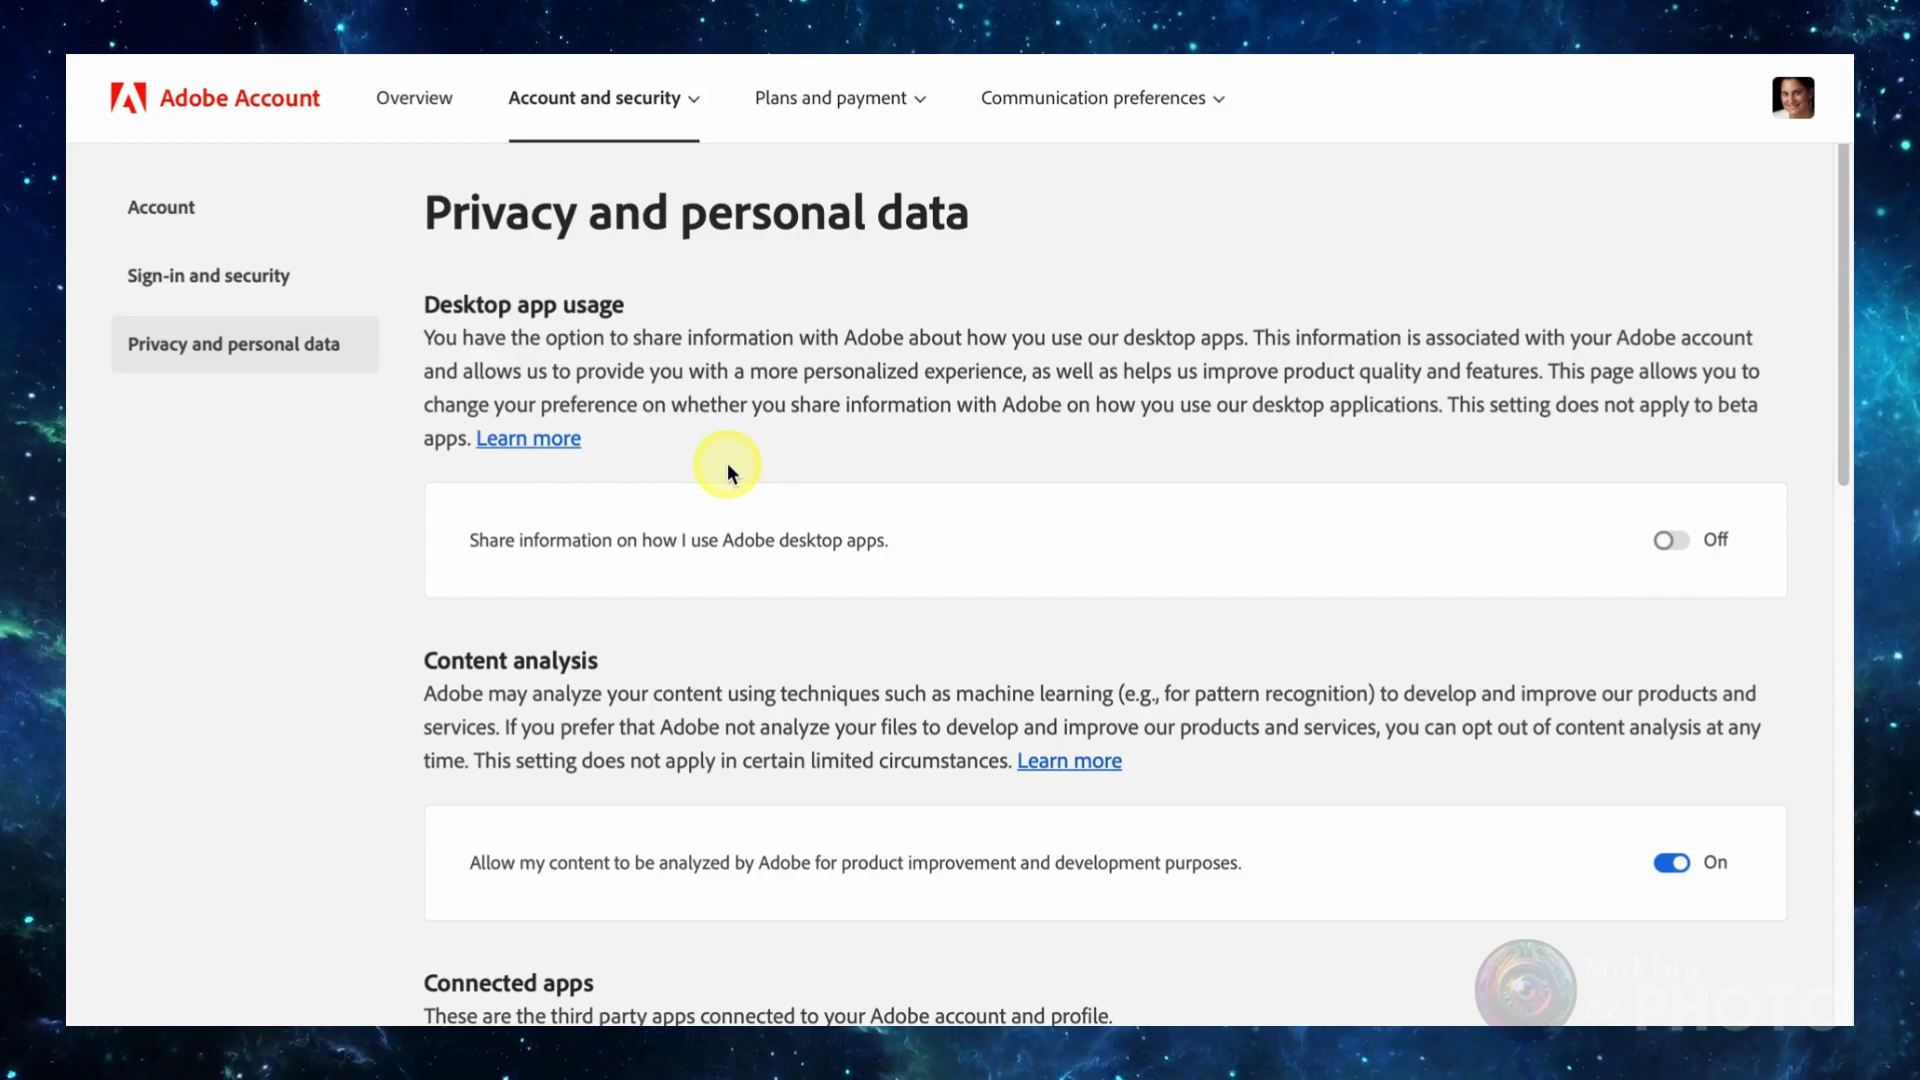 Adobe Account
Overview
Account and security
Plans and payment
Communication preferences
Account
Sign-in and security
Privacy and personal data
Privacy and personal data
Desktop app usage
You have the option to share information with Adobe about how you use our desktop apps. This information is associated with your Adobe account
and allows us to provide you with a more personalized experience, as well as helps us improve product quality and features. This page allows you to
change your preference on whether you share information with Adobe on how you use our desktop applications. This setting does not apply to beta
apps. Learn more
Share information on how I use Adobe desktop apps.
Off
Content analysis
Adobe may analyze your content using techniques such as machine learning (e.g., for pattern recognition) to develop and improve our products and
services. If you prefer that Adobe not analyze your files to develop and improve our products and services, you can opt out of content analysis at any
time. This setting does not apply in certain limited circumstances. Learn more
Allow my content to be analyzed by Adobe for product improvement and development purposes.
On
Connected apps
These are the third party apps connected to your Adobe account and profile.
Making
the PHOTO